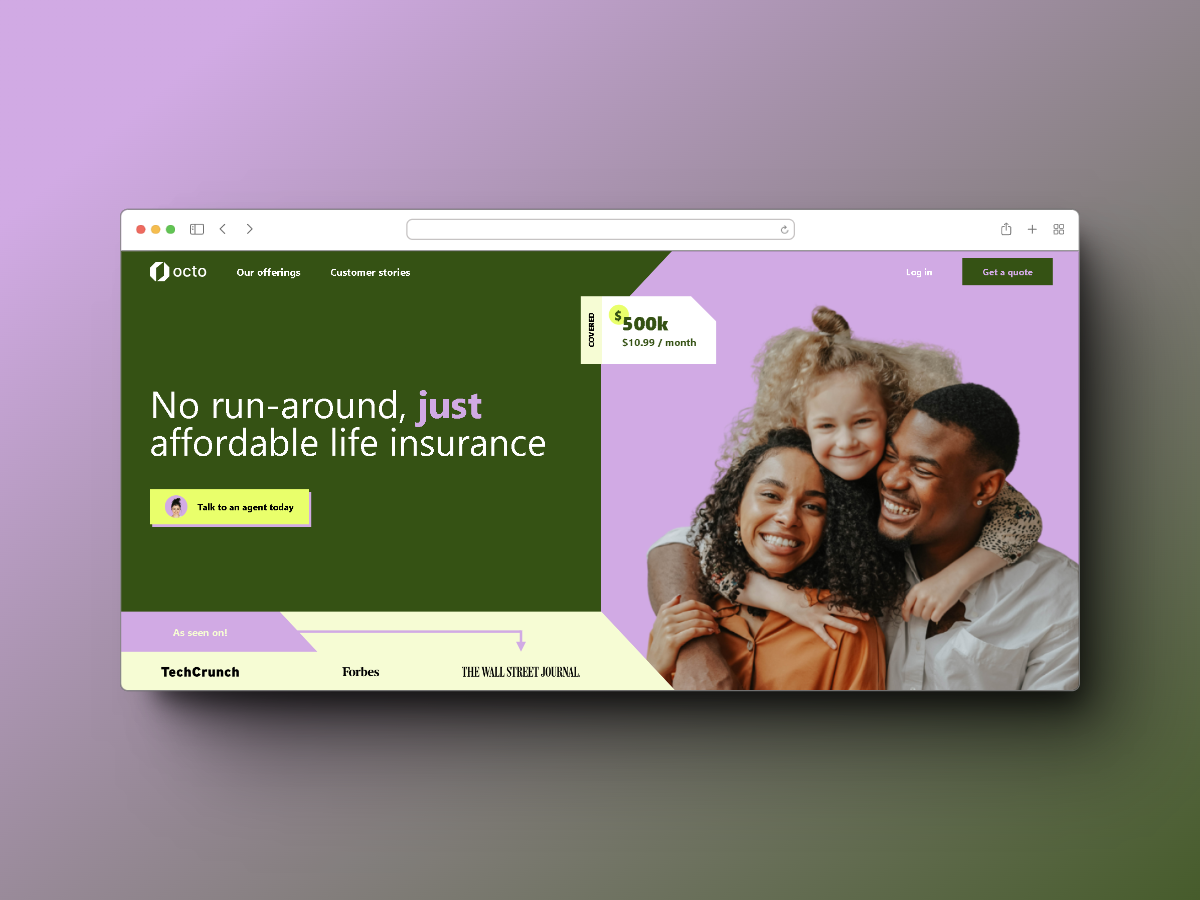 octo
Our offerings
Customer stories
Log in
Get a quote
COVERED
$500k
$10.99 / month
No run-around, just
affordable life insurance
Talk to an agent today
As seen on!
TechCrunch
Forbes
THE WALL STREET JOURNAL.